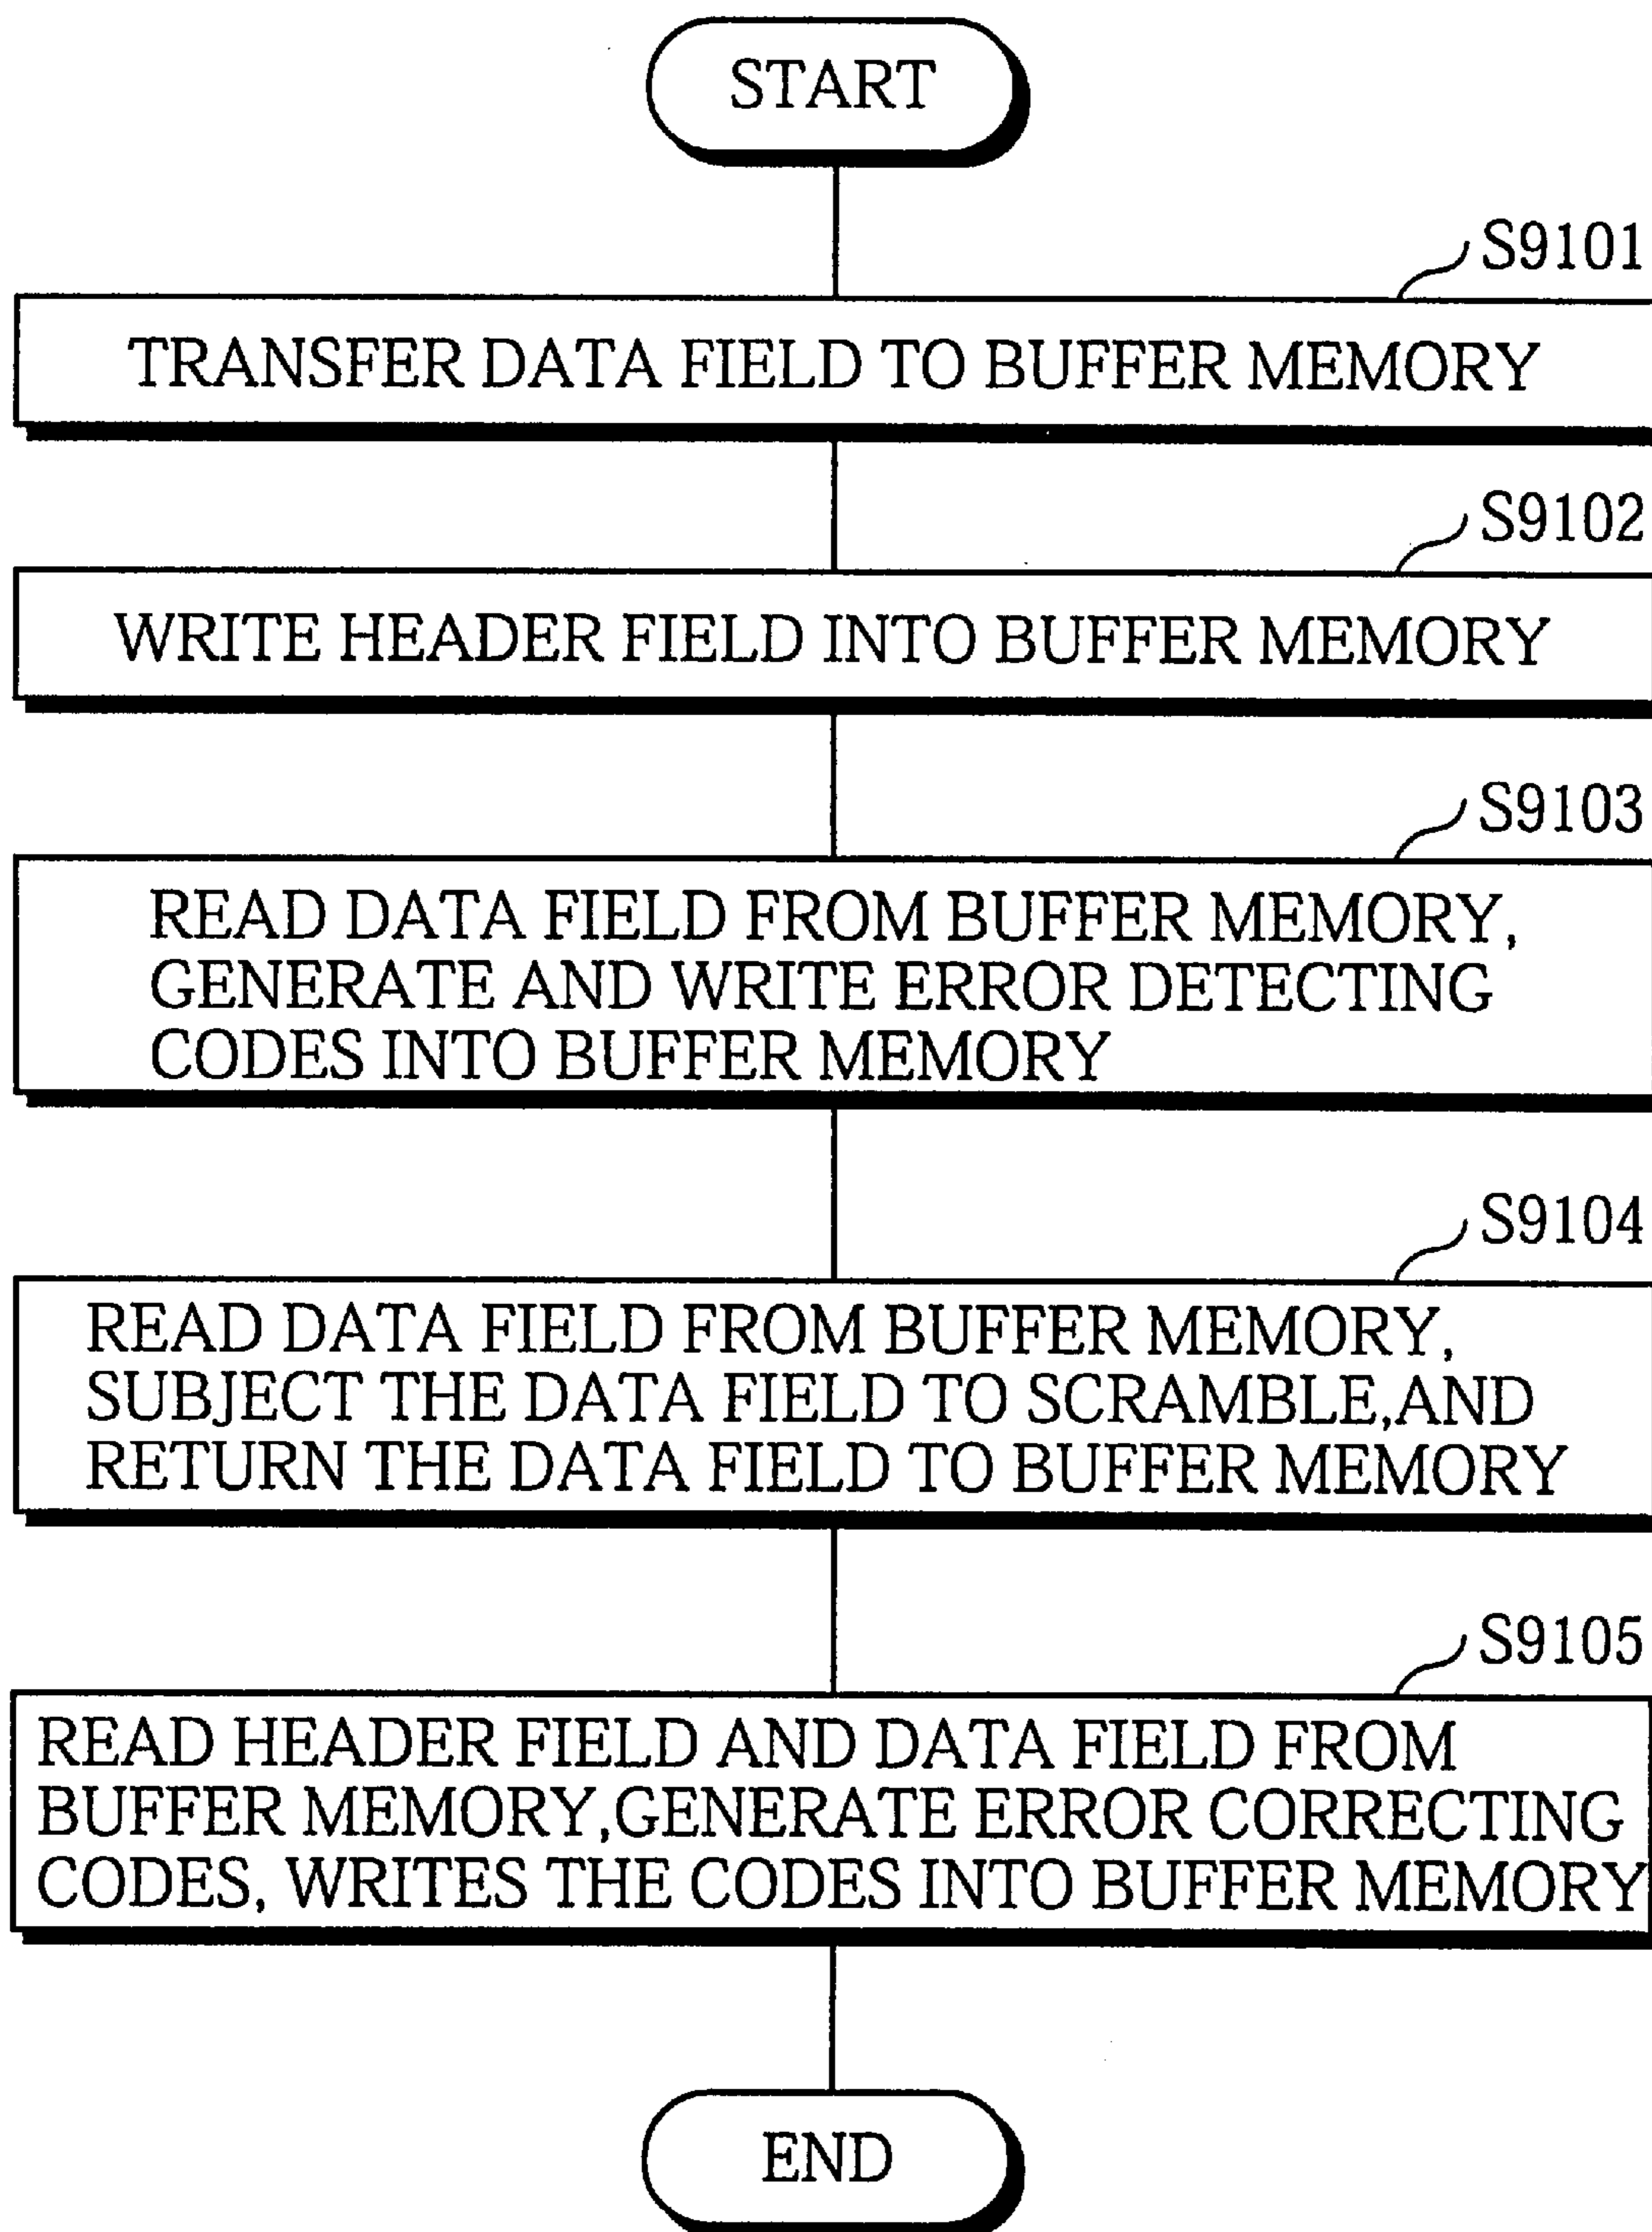 START
S9101
TRANSFER DATA FIELD TO BUFFER MEMORY
S9102
WRITE HEADER FIELD INTO BUFFER MEMORY
S9103
READ DATA FIELD FROM BUFFER MEMORY,
GENERATE AND WRITE ERROR DETECTING
CODES INTO BUFFER MEMORY
S9104
READ DATA FIELD FROM BUFFER MEMORY,
SUBJECT THE DATA FIELD TO SCRAMBLE,AND
RETURN THE DATA FIELD TO BUFFER MEMORY
S9105
READ HEADER FIELD AND DATA FIELD FROM
BUFFER MEMORY,GENERATE ERROR CORRECTING
CODES, WRITES THE CODES INTO BUFFER MEMORY
END